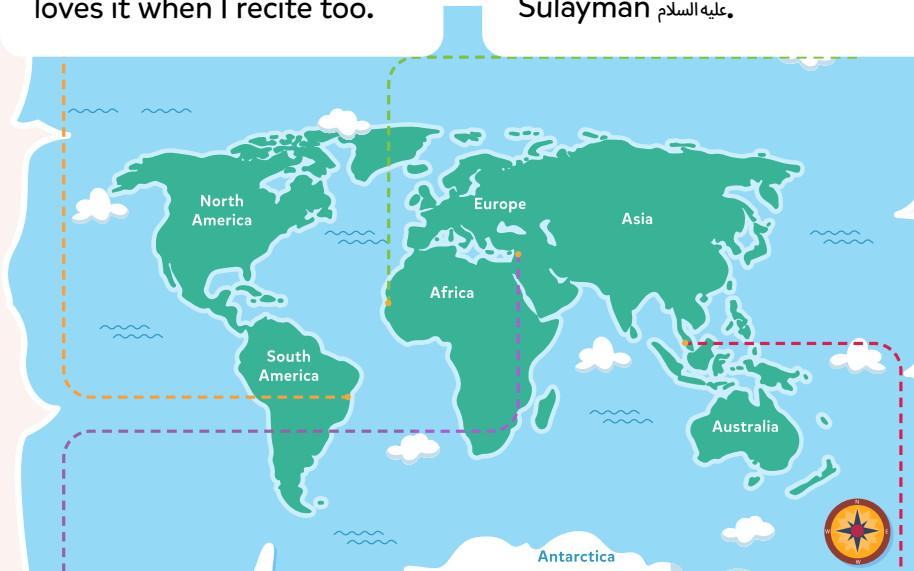 loves it when I recite too.
Sulayman عليه السلام.
North
America
Europe
Asia
Africa
South
America
Australia
N
W
E
W
Antarctica